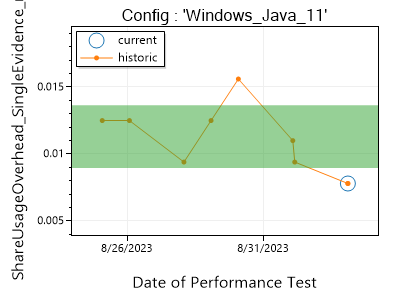 Config : 'Windows_Java_11'
current
historic
ShareUsageOverhead_SingleEvidence_
0.015
0.01
0.005
8/26/2023
8/31/2023
Date of Performance Test